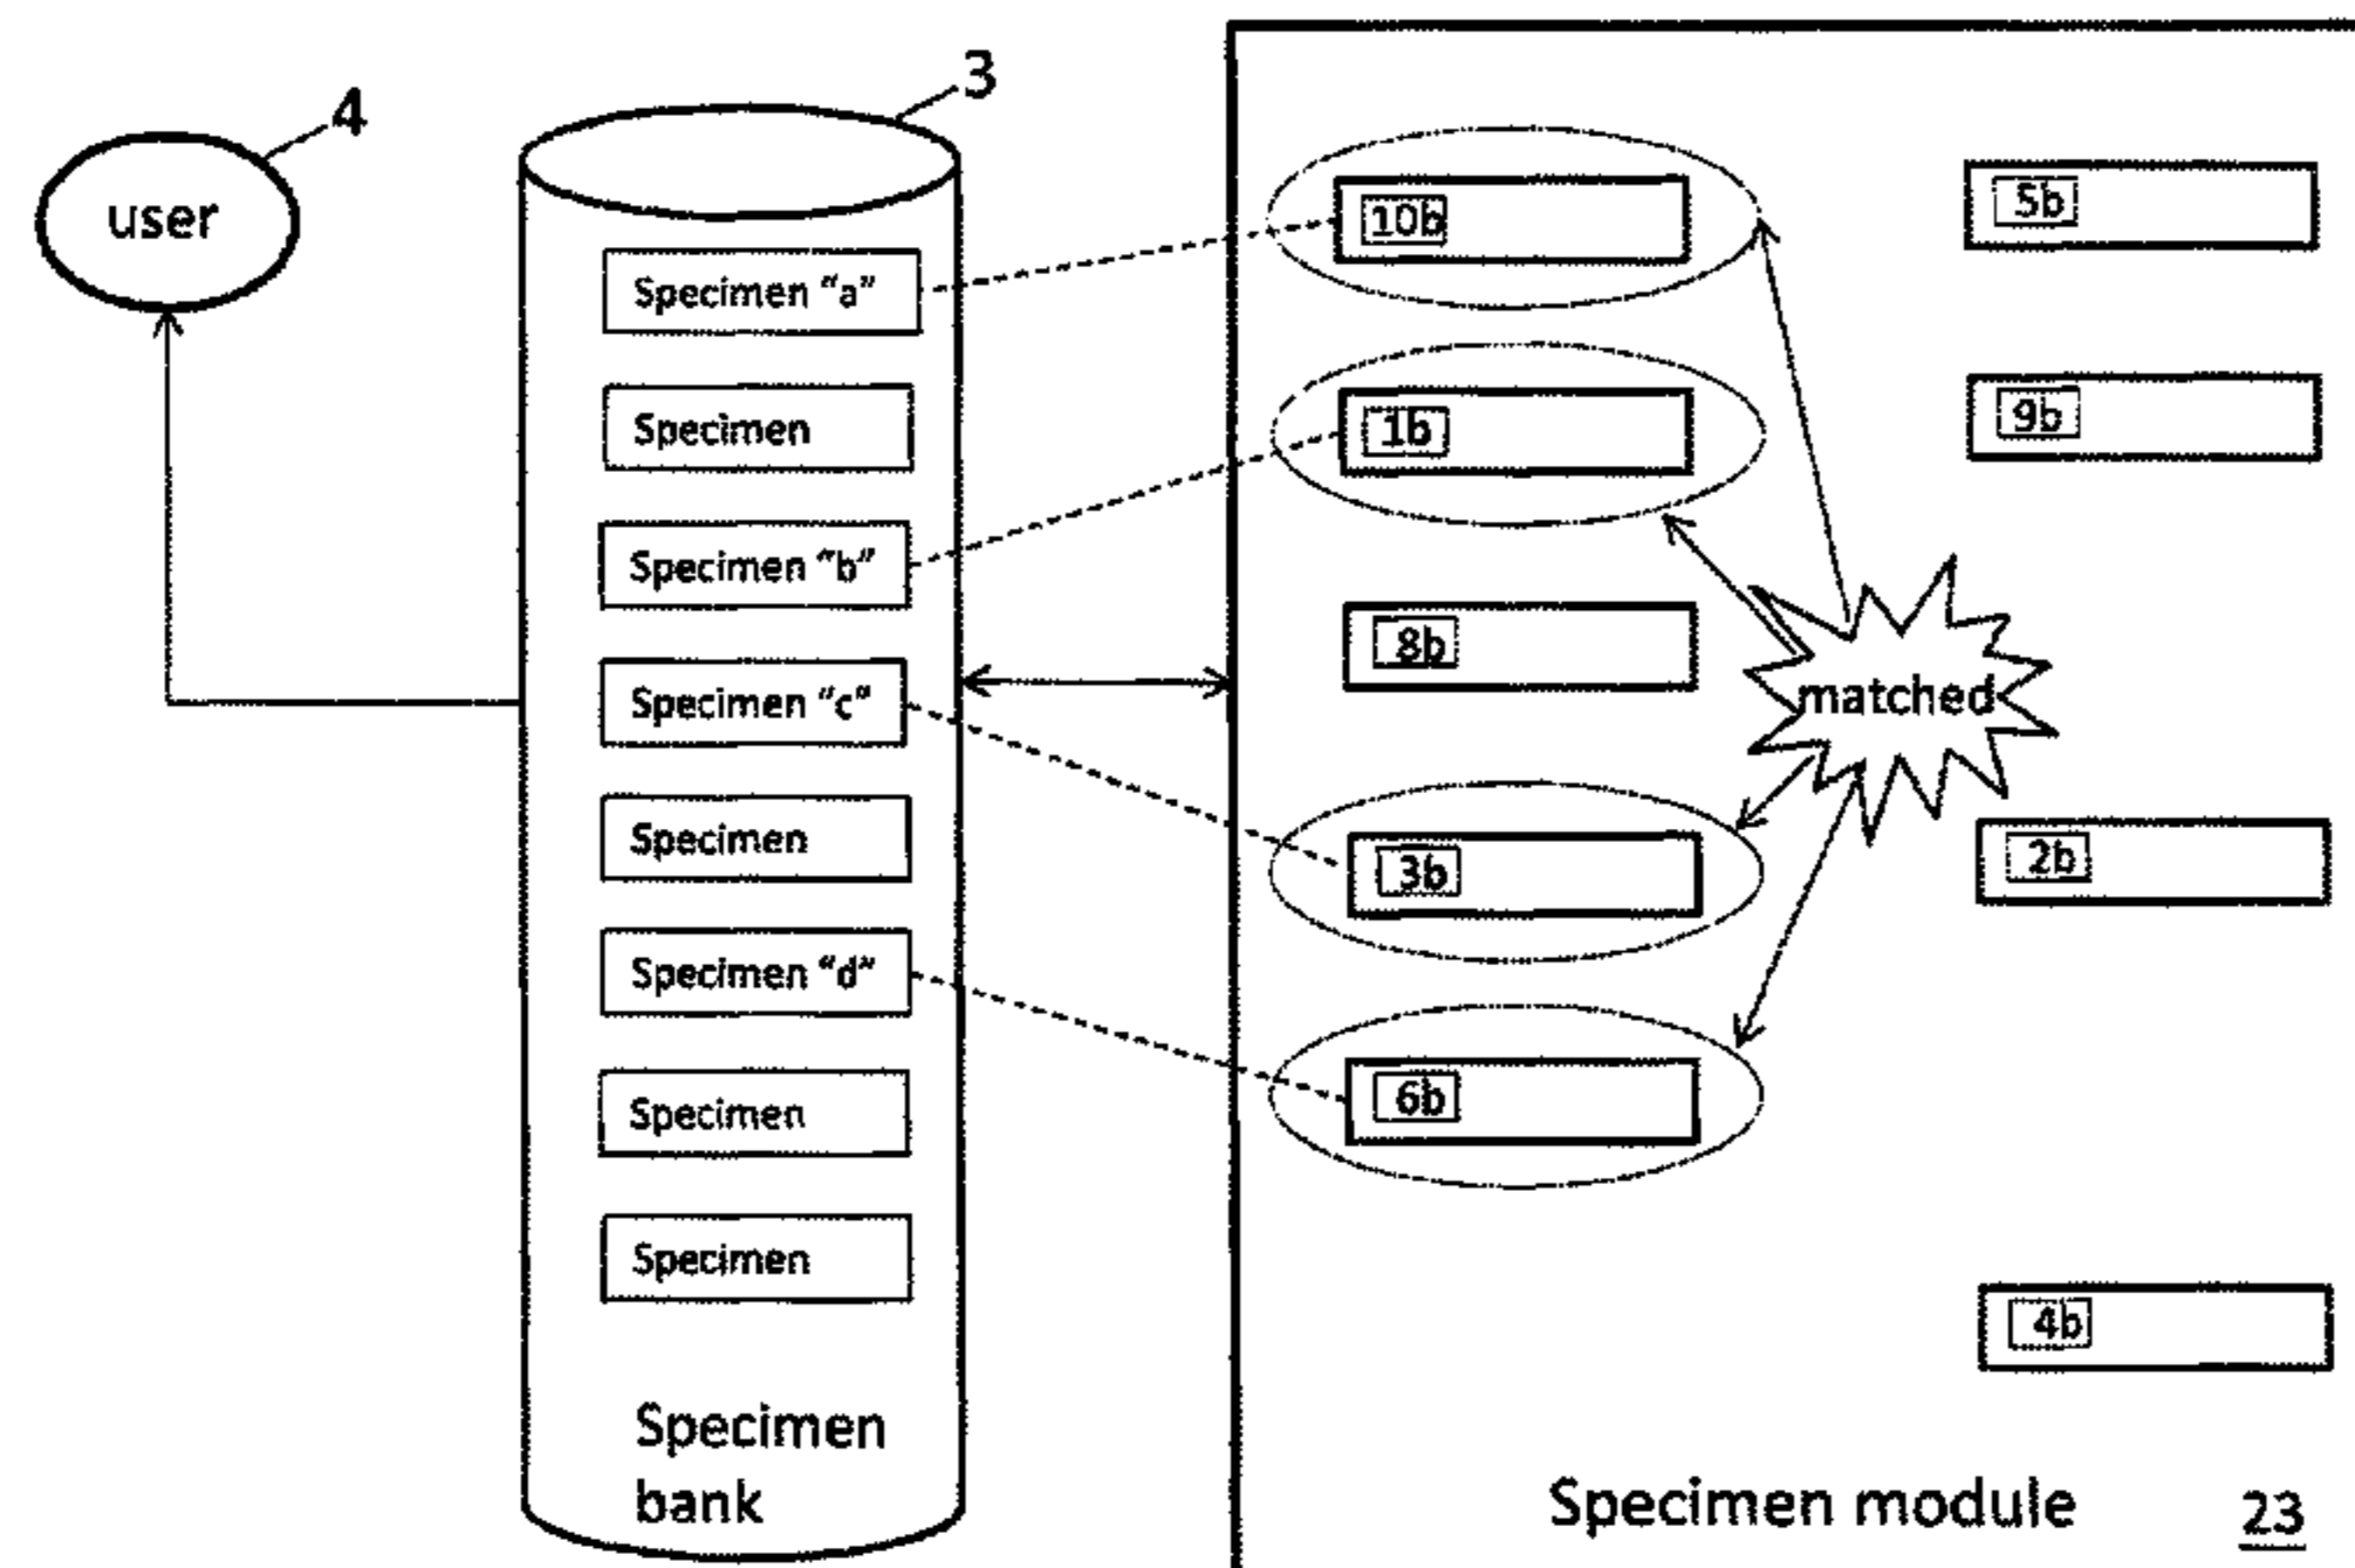 4
user
3
Specimen “a”
Specimen
Specimen “b”
Specimen “c”
Specimen
Specimen “d”
Specimen
Specimen
Specimen
bank
10b
5b
1b
9b
8b
matched
3b
2b
6b
4b
Specimen module 23